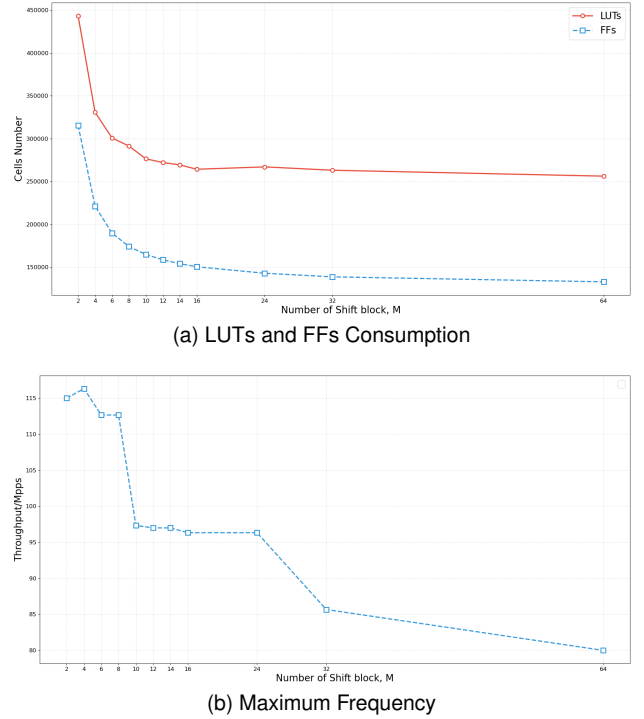 450000
400000
350000
300000
250000
200000
150000
Cells Number
LUTs
FFs
2 4 6 8 10 12 14 16 24 32 64
Number of Shift block, M
(a) LUTs and FFs Consumption
115
110
105
100
95
90
85
80
Throughput/Mpps
2 4 6 8 10 12 14 16 24 32 64
Number of Shift block, M
(b) Maximum Frequency